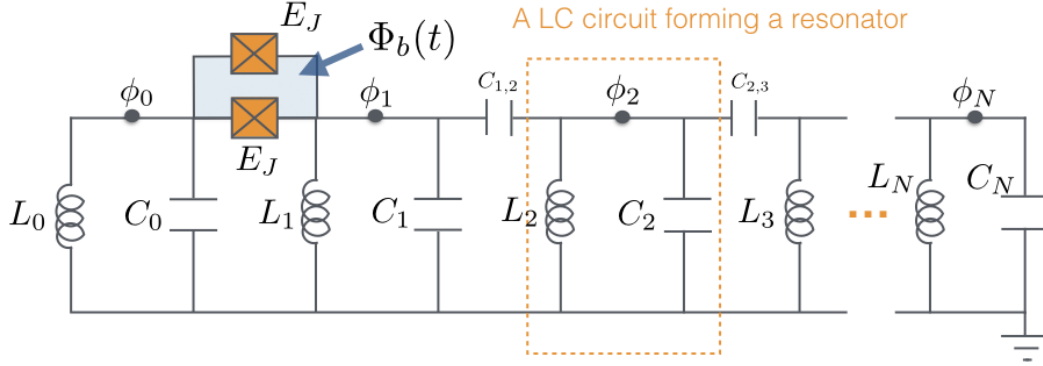 A LC circuit forming a resonator
E_J
Φ_b(t)
ϕ_0
ϕ_1
C_{1,2}
ϕ_2
C_{2,3}
ϕ_N
E_J
L_0
C_0
L_1
C_1
L_2
C_2
L_3
...
L_N
C_N